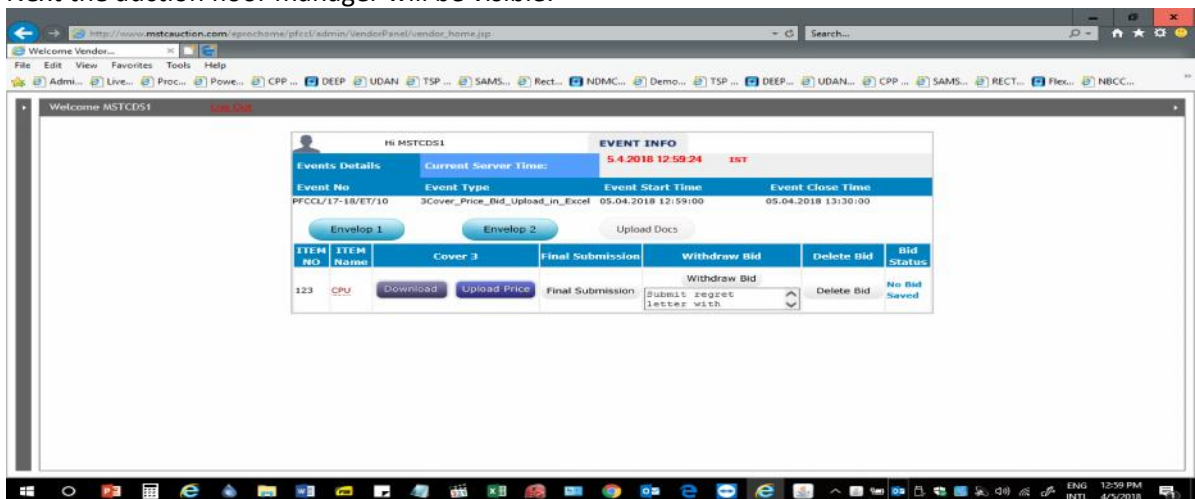 Next the auction floor manager will be visible.
http://www.mstcauction.com/eprochome/pfccl/admin/VendorPanel/vendor_home.jsp
Search...
Welcome Vendor...
File Edit View Favorites Tools Help
Admi... Live... Proc... Powe... CPP ... DEEP UDAN TSP ... SAMS... Rect... NDMC... Demo... TSP ... DEEP... UDAN... CPP ... SAMS... RECT... Flex... NBCC...
Welcome MSTCDS1 Log Out
Hi MSTCDS1 EVENT INFO
Events Details Current Server Time: 5.4.2018 12:59:24 IST
Event No Event Type Event Start Time Event Close Time
PFCCL/17-18/ET/10 3Cover_Price_Bid_Upload_in_Excel 05.04.2018 12:59:00 05.04.2018 13:30:00
Envelop 1 Envelop 2 Upload Docs
ITEM NO ITEM Name Cover 3 Final Submission Withdraw Bid Delete Bid Bid Status
123 CPU Download Upload Price Final Submission Withdraw Bid Delete Bid No Bid Saved
Submit regret
letter with
ENG 12:59 PM
INTL 4/5/2018